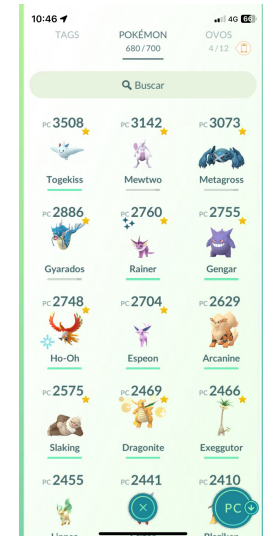 10:46 4G 66
TAGS POKÉMON OVOS
680 / 700 4 / 12
Buscar
PC 3508 PC 3142 PC 3073
Togekiss Mewtwo Metagross
PC 2886 PC 2760 PC 2755
Gyarados Rainer Gengar
PC 2748 PC 2704 PC 2629
Ho-Oh Espeon Arcanine
PC 2575 PC 2469 PC 2466
Slaking Dragonite Exeggutor
PC 2455 PC 2441 PC 2410
PC